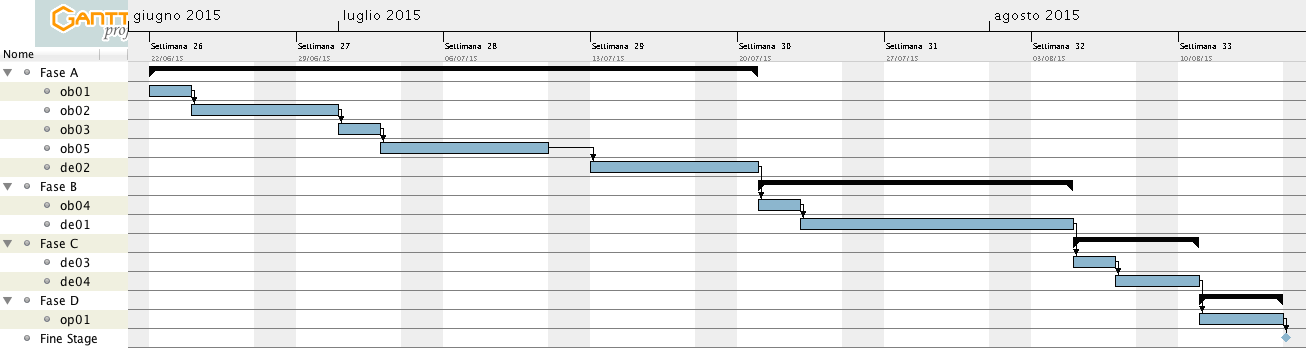 GANTT
proj
giugno 2015
luglio 2015
agosto 2015
Settimana 26
Settimana 27
Settimana 28
Settimana 29
Settimana 30
Settimana 31
Settimana 32
Settimana 33
Nome
22/06/15
29/06/15
06/07/15
13/07/15
20/07/15
27/07/15
03/08/15
10/08/15
Fase A
ob01
ob02
ob03
ob05
de02
Fase B
ob04
de01
Fase C
de03
de04
Fase D
op01
Fine Stage